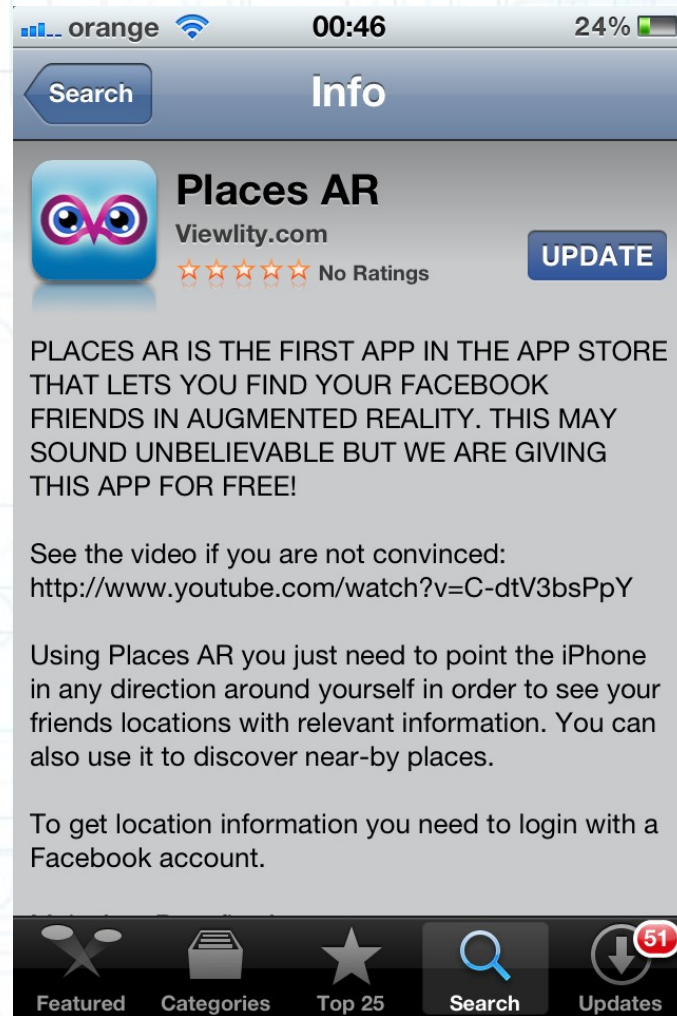 orange 00:46 24%
Search Info
Places AR
Viewlity.com
No Ratings
UPDATE
PLACES AR IS THE FIRST APP IN THE APP STORE
THAT LETS YOU FIND YOUR FACEBOOK
FRIENDS IN AUGMENTED REALITY. THIS MAY
SOUND UNBELIEVABLE BUT WE ARE GIVING
THIS APP FOR FREE!
See the video if you are not convinced:
http://www.youtube.com/watch?v=C-dtV3bsPpY
Using Places AR you just need to point the iPhone
in any direction around yourself in order to see your
friends locations with relevant information. You can
also use it to discover near-by places.
To get location information you need to login with a
Facebook account.
51
Featured Categories Top 25 Search Updates